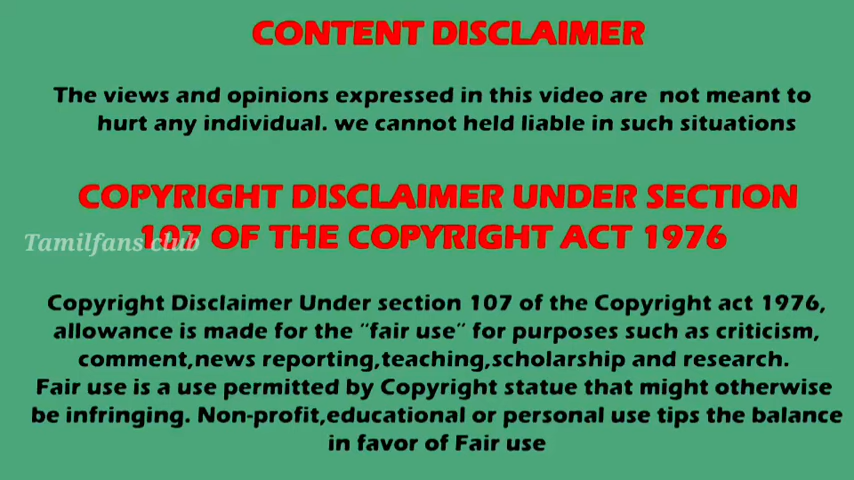 CONTENT DISCLAIMER
The views and opinions expressed in this video are not meant to
hurt any individual. we cannot held liable in such situations
COPYRIGHT DISCLAIMER UNDER SECTION
107 OF THE COPYRIGHT ACT 1976
Tamilfans club
Copyright Disclaimer Under section 107 of the Copyright act 1976,
allowance is made for the "fair use" for purposes such as criticism,
comment,news reporting,teaching,scholarship and research.
Fair use is a use permitted by Copyright statue that might otherwise
be infringing. Non-profit,educational or personal use tips the balance
in favor of Fair use